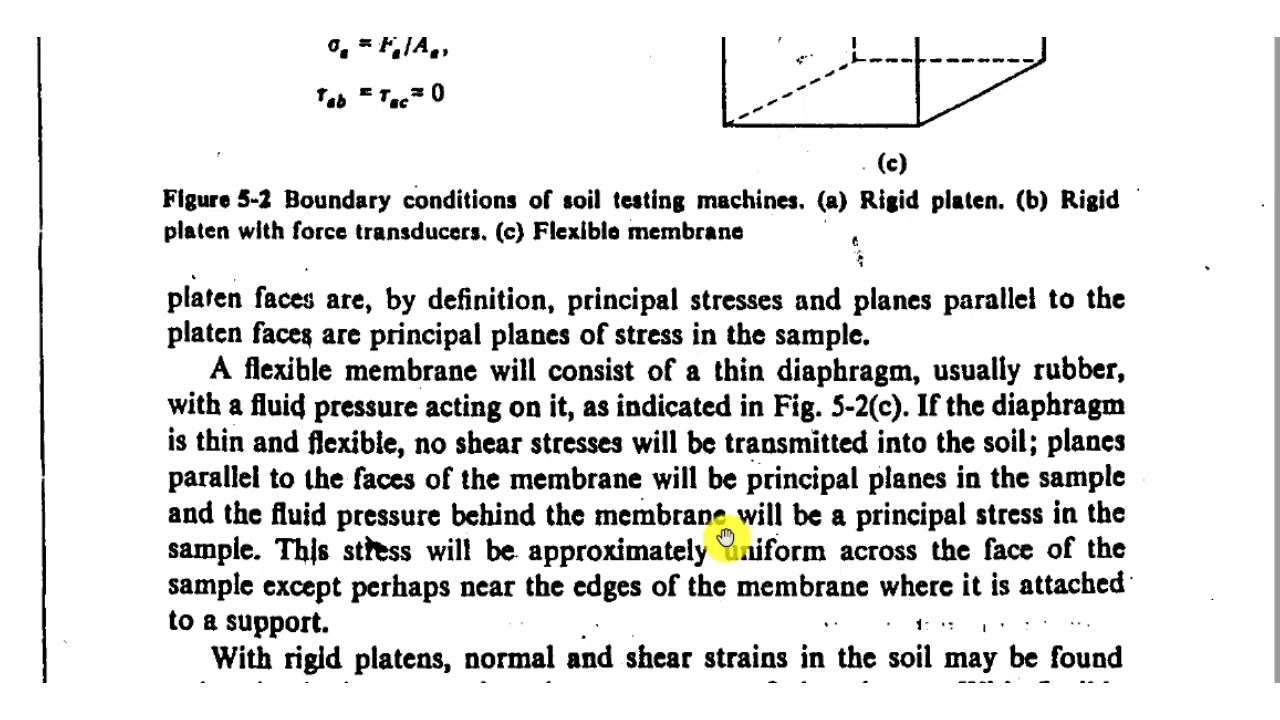 σₐ = Fₐ/Aₐ,
τₐb = τₐc = 0
(c)
Figure 5-2 Boundary conditions of soil testing machines. (a) Rigid platen. (b) Rigid
platen with force transducers. (c) Flexible membrane
platen faces are, by definition, principal stresses and planes parallel to the
platen faces are principal planes of stress in the sample.
A flexible membrane will consist of a thin diaphragm, usually rubber,
with a fluid pressure acting on it, as indicated in Fig. 5-2(c). If the diaphragm
is thin and flexible, no shear stresses will be transmitted into the soil; planes
parallel to the faces of the membrane will be principal planes in the sample
and the fluid pressure behind the membrane will be a principal stress in the
sample. This stress will be approximately uniform across the face of the
sample except perhaps near the edges of the membrane where it is attached
to a support.
With rigid platens, normal and shear strains in the soil may be found